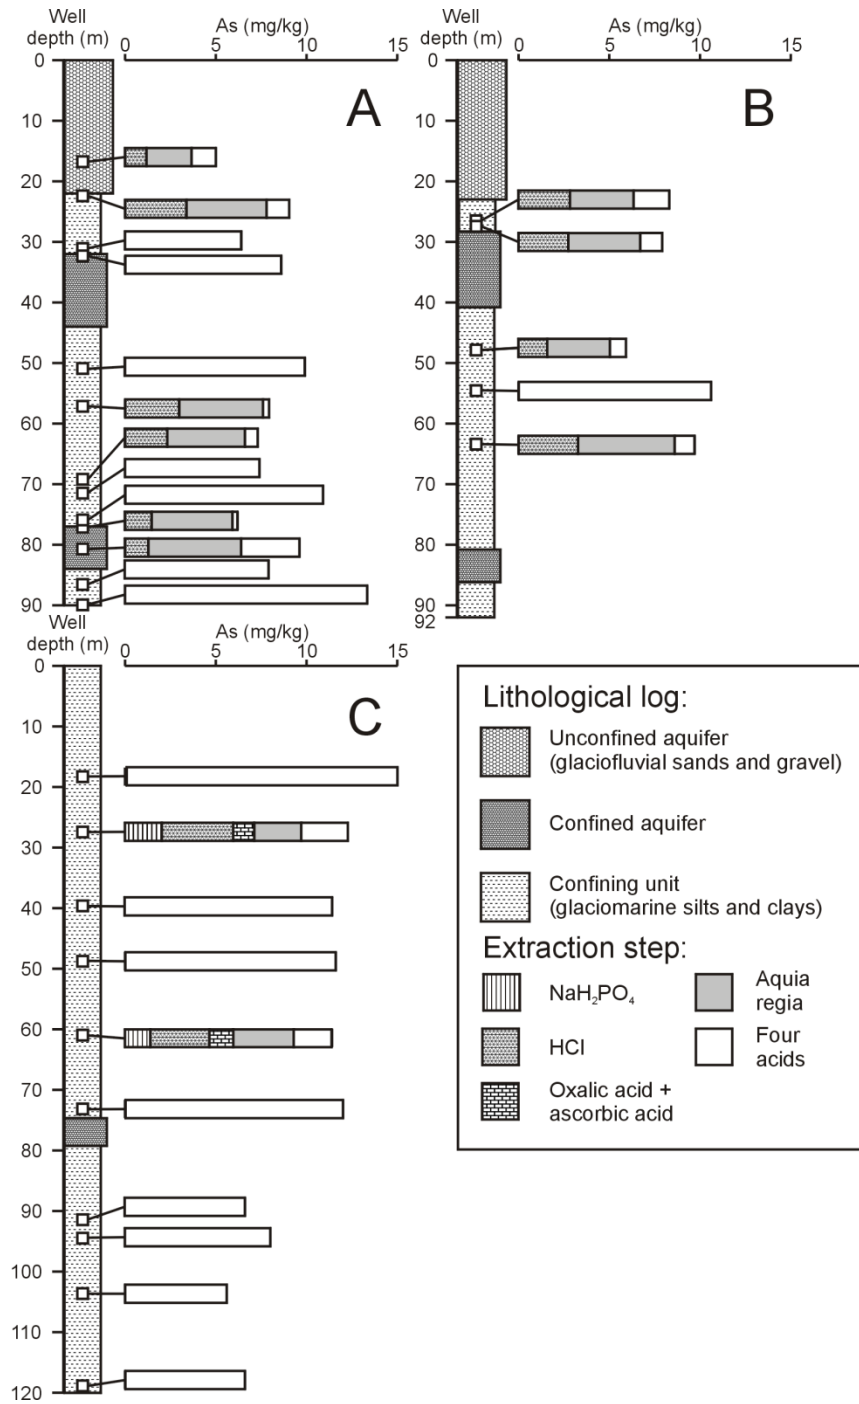 Well
depth (m)
As (mg/kg)
0 5 10 15
0
10
20
30
40
50
60
70
80
90
A
Well
depth (m)
As (mg/kg)
0 5 10 15
0
10
20
30
40
50
60
70
80
90
92
B
Well
depth (m)
As (mg/kg)
0 5 10 15
0
10
20
30
40
50
60
70
80
90
100
110
120
C
Lithological log:
Unconfined aquifer
(glaciofluvial sands and gravel)
Confined aquifer
Confining unit
(glaciomarine silts and clays)
Extraction step:
NaH₂PO₄
HCl
Oxalic acid +
ascorbic acid
Aquia
regia
Four
acids